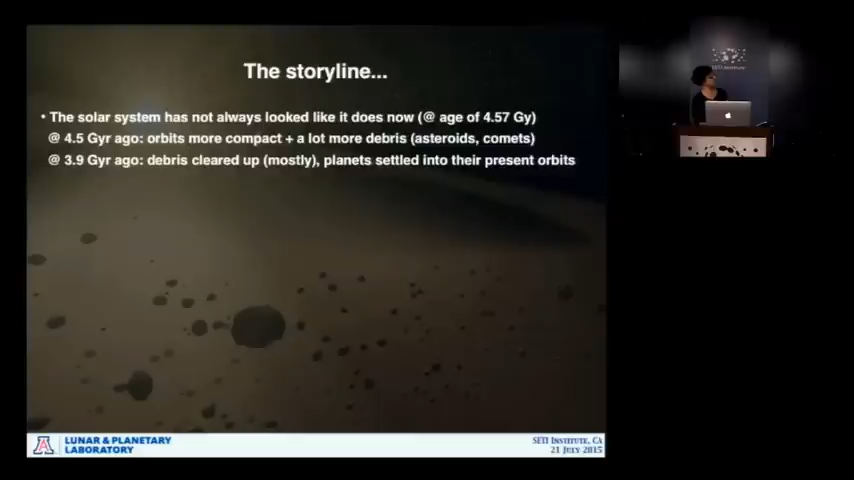 The storyline...
• The solar system has not always looked like it does now (@ age of 4.57 Gy)
@ 4.5 Gyr ago: orbits more compact + a lot more debris (asteroids, comets)
@ 3.9 Gyr ago: debris cleared up (mostly), planets settled into their present orbits
SETI Institute
A
LUNAR & PLANETARY
LABORATORY
SETI INSTITUTE, CA
21 JULY 2015